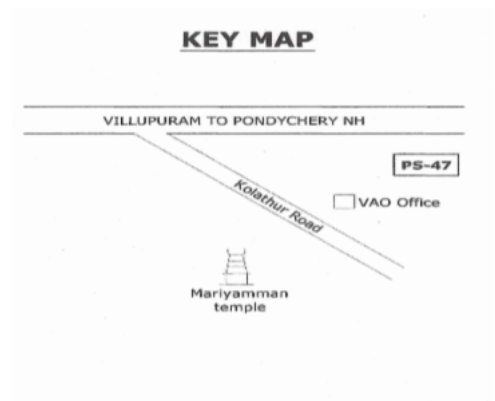 KEY MAP
VILLUPURAM TO PONDYCHERY NH
PS-47
Kolathur Road
VAO Office
Mariyamman
temple